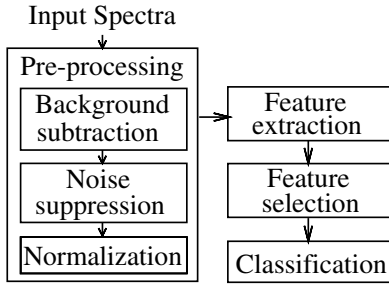 Input Spectra
Pre-processing
Background
subtraction
Noise
suppression
Normalization
Feature
extraction
Feature
selection
Classification